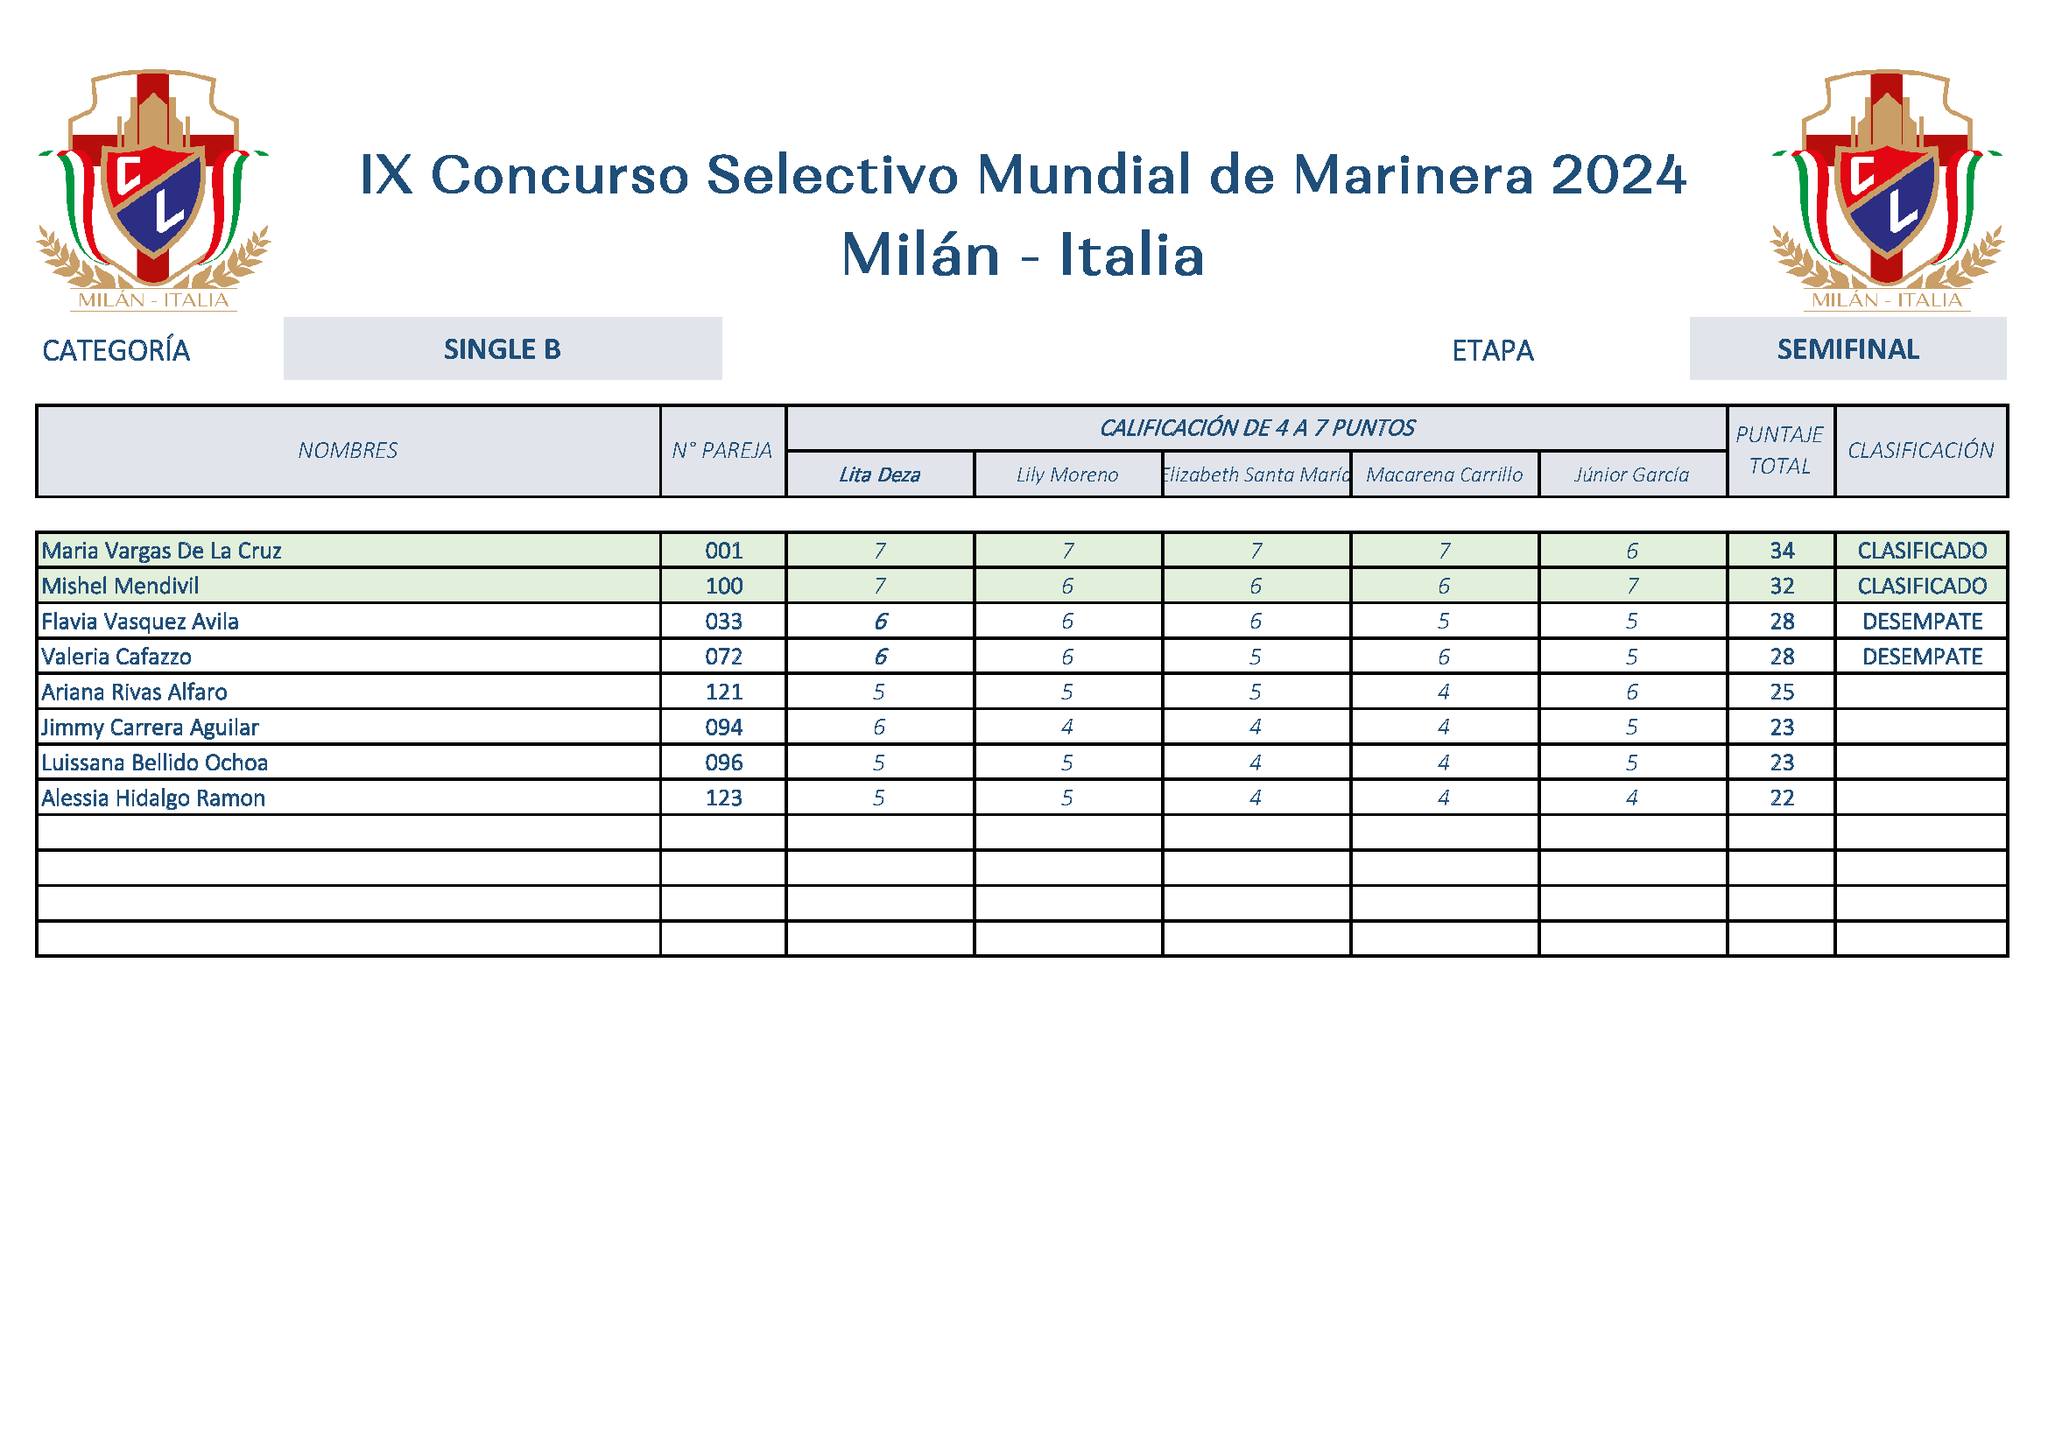 IX Concurso Selectivo Mundial de Marinera 2024
Milán - Italia
C L
MILÁN - ITALIA
C L
MILÁN - ITALIA
CATEGORÍA SINGLE B ETAPA SEMIFINAL
NOMBRES N° PAREJA CALIFICACIÓN DE 4 A 7 PUNTOS PUNTAJE TOTAL CLASIFICACIÓN
Lita Deza Lily Moreno Elizabeth Santa María Macarena Carrillo Júnior García
Maria Vargas De La Cruz 001 7 7 7 7 6 34 CLASIFICADO
Mishel Mendivil 100 7 6 6 6 7 32 CLASIFICADO
Flavia Vasquez Avila 033 6 6 6 5 5 28 DESEMPATE
Valeria Cafazzo 072 6 6 5 6 5 28 DESEMPATE
Ariana Rivas Alfaro 121 5 5 5 4 6 25
Jimmy Carrera Aguilar 094 6 4 4 4 5 23
Luissana Bellido Ochoa 096 5 5 4 4 5 23
Alessia Hidalgo Ramon 123 5 5 4 4 4 22